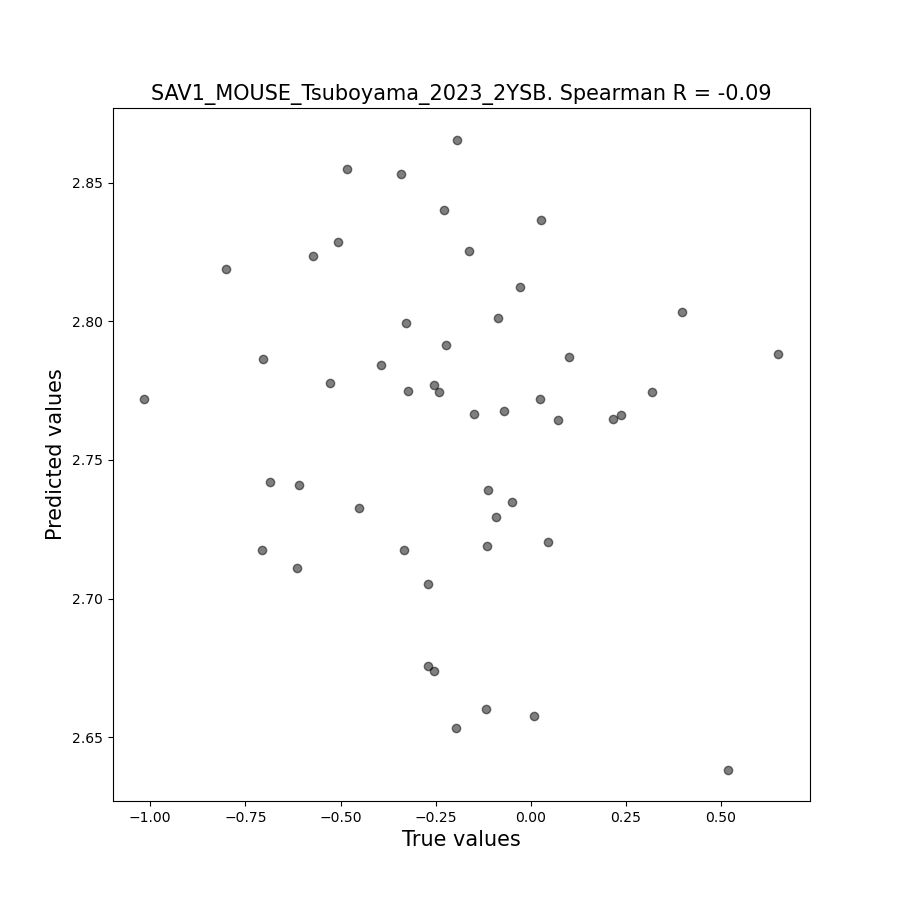 SAV1_MOUSE_Tsuboyama_2023_2YSB. Spearman R = -0.09
Predicted values
2.85
2.80
2.75
2.70
2.65
−1.00 −0.75 −0.50 −0.25 0.00 0.25 0.50
True values